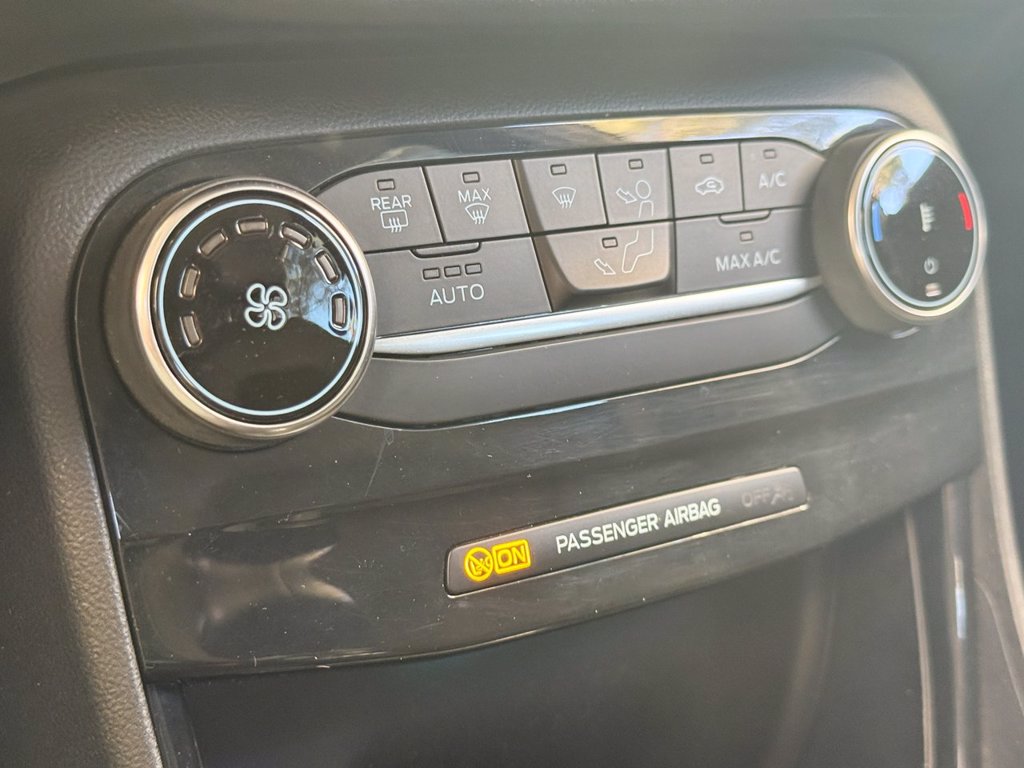 REAR
MAX
A/C
AUTO
MAX A/C
ON PASSENGER AIRBAG OFF